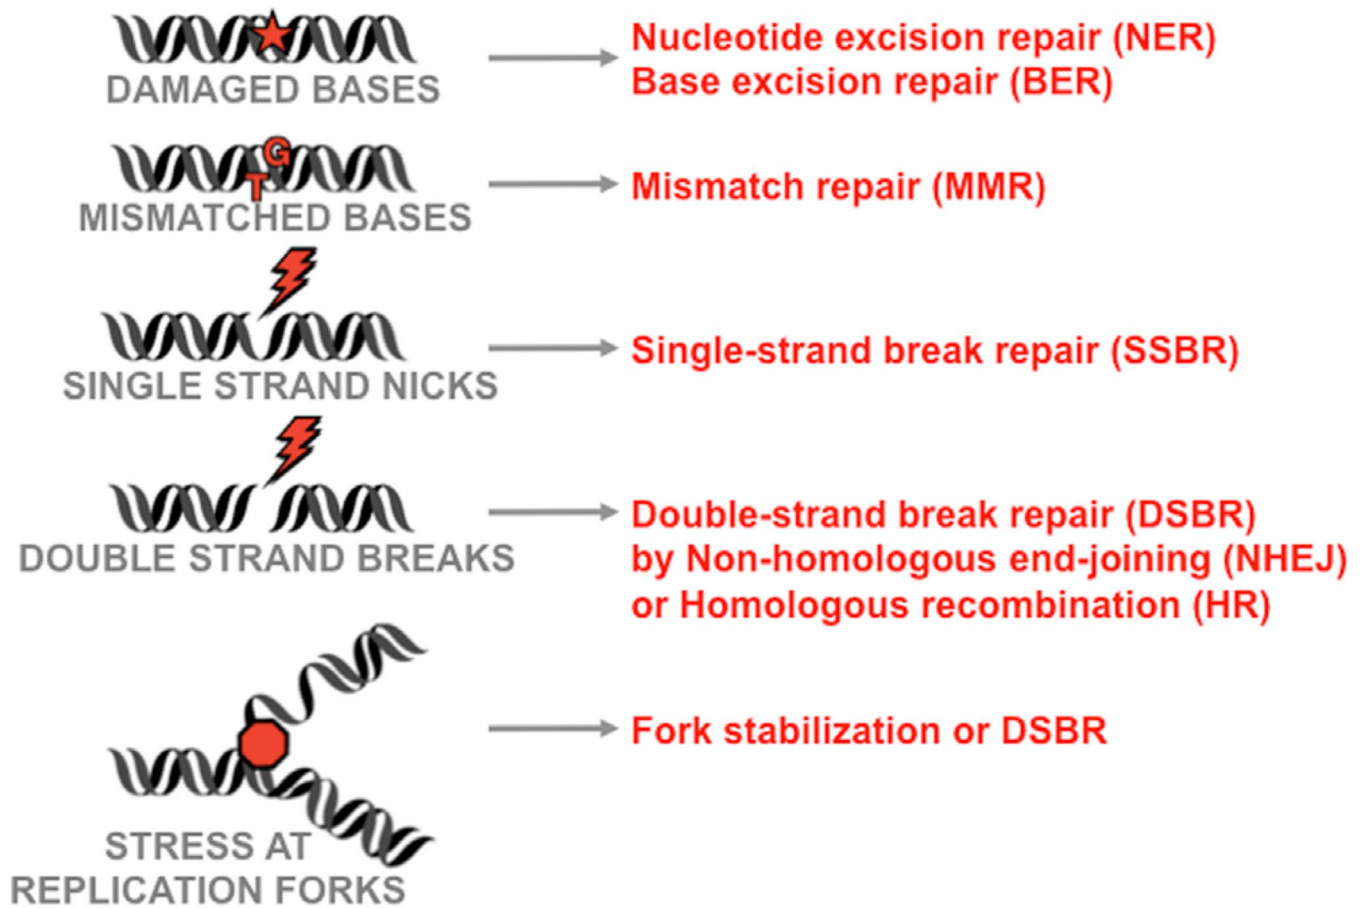 DAMAGED BASES
Nucleotide excision repair (NER)
Base excision repair (BER)
G
T
MISMATCHED BASES
Mismatch repair (MMR)
SINGLE STRAND NICKS
Single-strand break repair (SSBR)
DOUBLE STRAND BREAKS
Double-strand break repair (DSBR)
by Non-homologous end-joining (NHEJ)
or Homologous recombination (HR)
STRESS AT
REPLICATION FORKS
Fork stabilization or DSBR